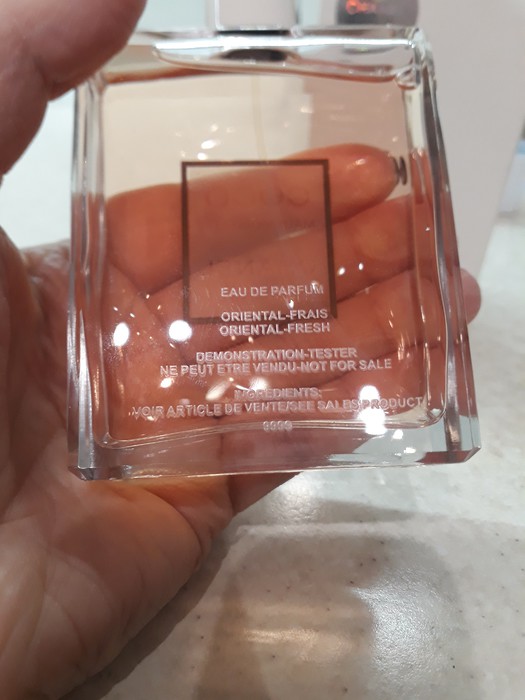 EAU DE PARFUM
ORIENTAL-FRAIS
ORIENTAL-FRESH
DEMONSTRATION-TESTER
NE PEUT ETRE VENDU-NOT FOR SALE
INGREDIENTS:
VOIR ARTICLE DE VENTE/SEE SALES PRODUCT